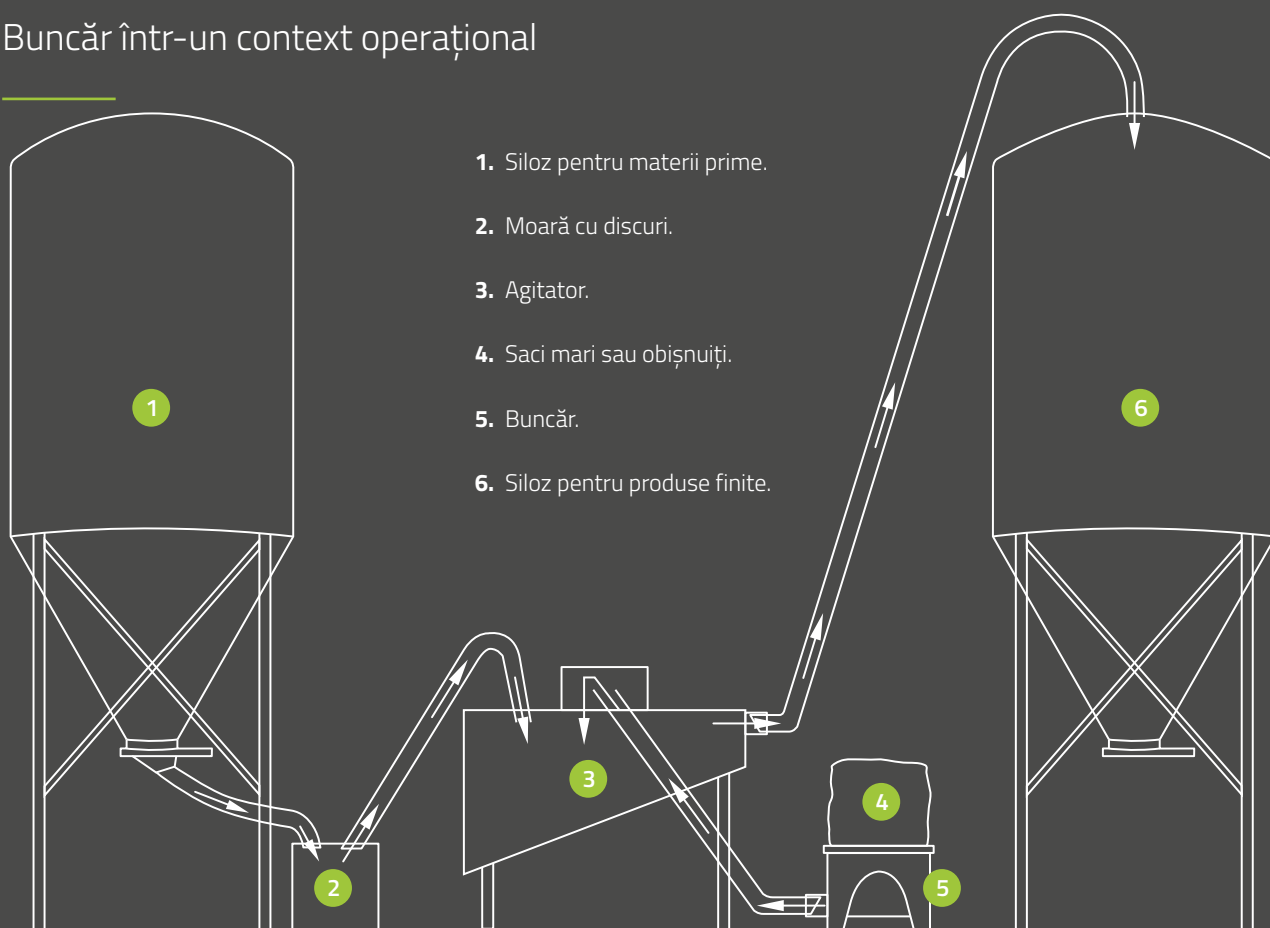 Buncăr într-un context operațional
1. Siloz pentru materii prime.
2. Moară cu discuri.
3. Agitator.
4. Saci mari sau obișnuiți.
5. Buncăr.
6. Siloz pentru produse finite.
1
6
3
4
2
5